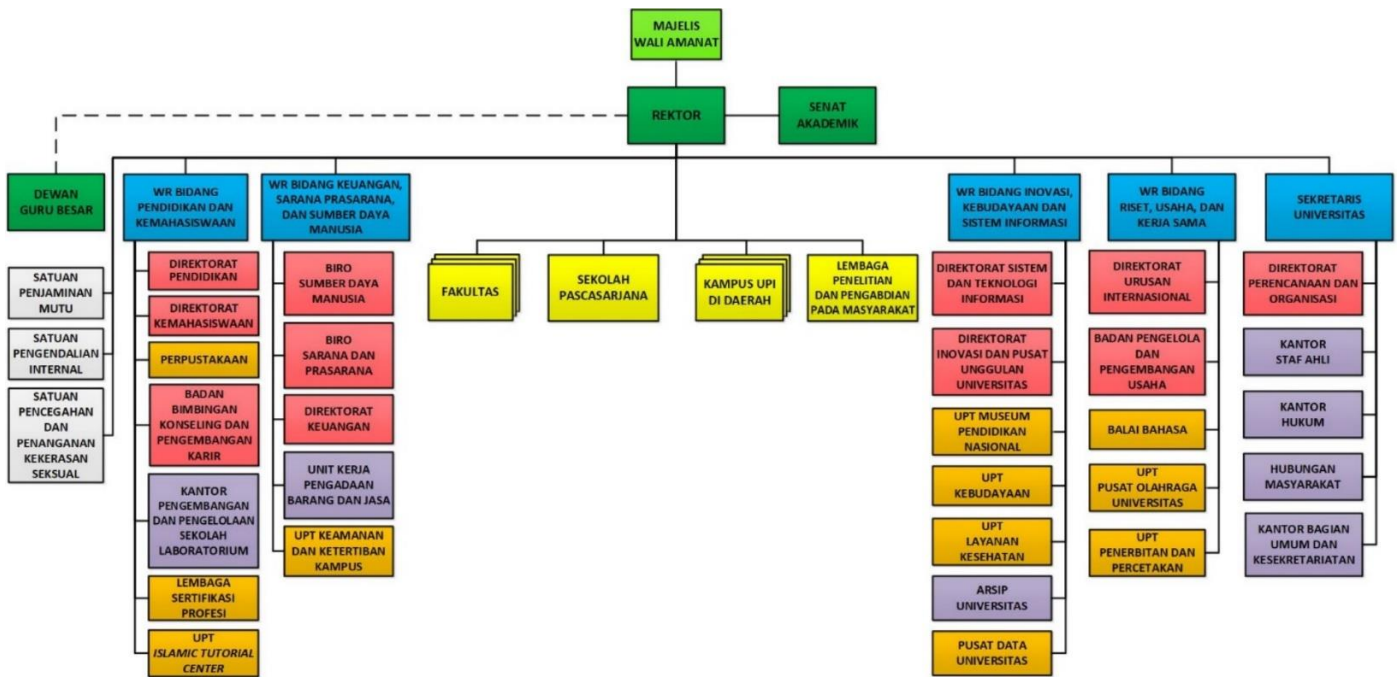 MAJELIS
WALI AMANAT
REKTOR
SENAT
AKADEMIK
DEWAN
GURU BESAR
WR BIDANG
PENDIDIKAN DAN
KEMAHASISWAAN
WR BIDANG KEUANGAN,
SARANA PRASARANA,
DAN SUMBER DAYA
MANUSIA
WR BIDANG INOVASI,
KEBUDAYAAN DAN
SISTEM INFORMASI
WR BIDANG
RISET, USAHA, DAN
KERJA SAMA
SEKRETARIS
UNIVERSITAS
SATUAN
PENJAMINAN
MUTU
SATUAN
PENGENDALIAN
INTERNAL
SATUAN
PENCEGAHAN
DAN
PENANGANAN
KEKERASAN
SEKSUAL
DIREKTORAT
PENDIDIKAN
DIREKTORAT
KEMAHASISWAAN
PERPUSTAKAAN
BADAN
BIMBINGAN
KONSELING DAN
PENGEMBANGAN
KARIR
KANTOR
PENGEMBANGAN
DAN PENGELOLAAN
SEKOLAH
LABORATORIUM
LEMBAGA
SERTIFIKASI
PROFESI
UPT
ISLAMIC TUTORIAL
CENTER
BIRO
SUMBER DAYA
MANUSIA
BIRO
SARANA DAN
PRASARANA
DIREKTORAT
KEUANGAN
UNIT KERJA
PENGADAAN
BARANG DAN JASA
UPT KEAMANAN
DAN KETERTIBAN
KAMPUS
FAKULTAS
SEKOLAH
PASCASARJANA
KAMPUS UPI
DI DAERAH
LEMBAGA
PENELITIAN
DAN PENGABDIAN
PADA MASYARAKAT
DIREKTORAT SISTEM
DAN TEKNOLOGI
INFORMASI
DIREKTORAT
INOVASI DAN PUSAT
UNGGULAN
UNIVERSITAS
UPT MUSEUM
PENDIDIKAN
NASIONAL
UPT
KEBUDAYAAN
UPT
LAYANAN
KESEHATAN
ARSIP
UNIVERSITAS
PUSAT DATA
UNIVERSITAS
DIREKTORAT
URUSAN
INTERNASIONAL
BADAN PENGELOLA
DAN
PENGEMBANGAN
USAHA
BALAI BAHASA
UPT
PUSAT OLAHRAGA
UNIVERSITAS
UPT
PENERBITAN DAN
PERCETAKAN
DIREKTORAT
PERENCANAAN DAN
ORGANISASI
KANTOR
STAF AHLI
KANTOR
HUKUM
HUBUNGAN
MASYARAKAT
KANTOR BAGIAN
UMUM DAN
KESEKRETARIATAN